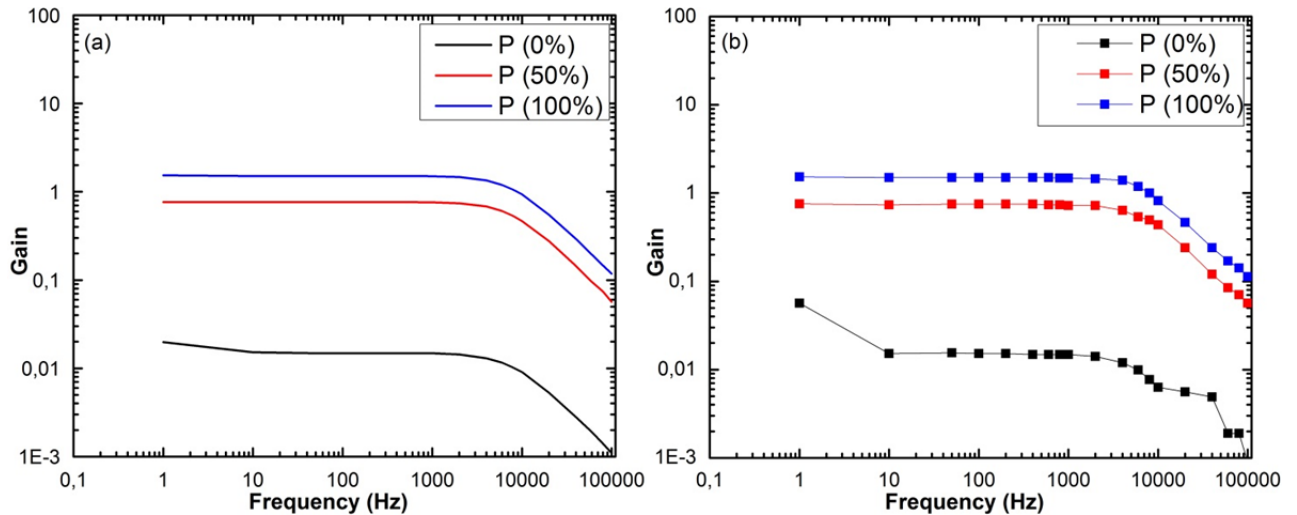 (a)
P (0%)
P (50%)
P (100%)
100
10
1
0,1
0,01
1E-3
Gain
0,1 1 10 100 1000 10000 100000
Frequency (Hz)
(b)
P (0%)
P (50%)
P (100%)
100
10
1
0,1
0,01
1E-3
Gain
0,1 1 10 100 1000 10000 100000
Frequency (Hz)